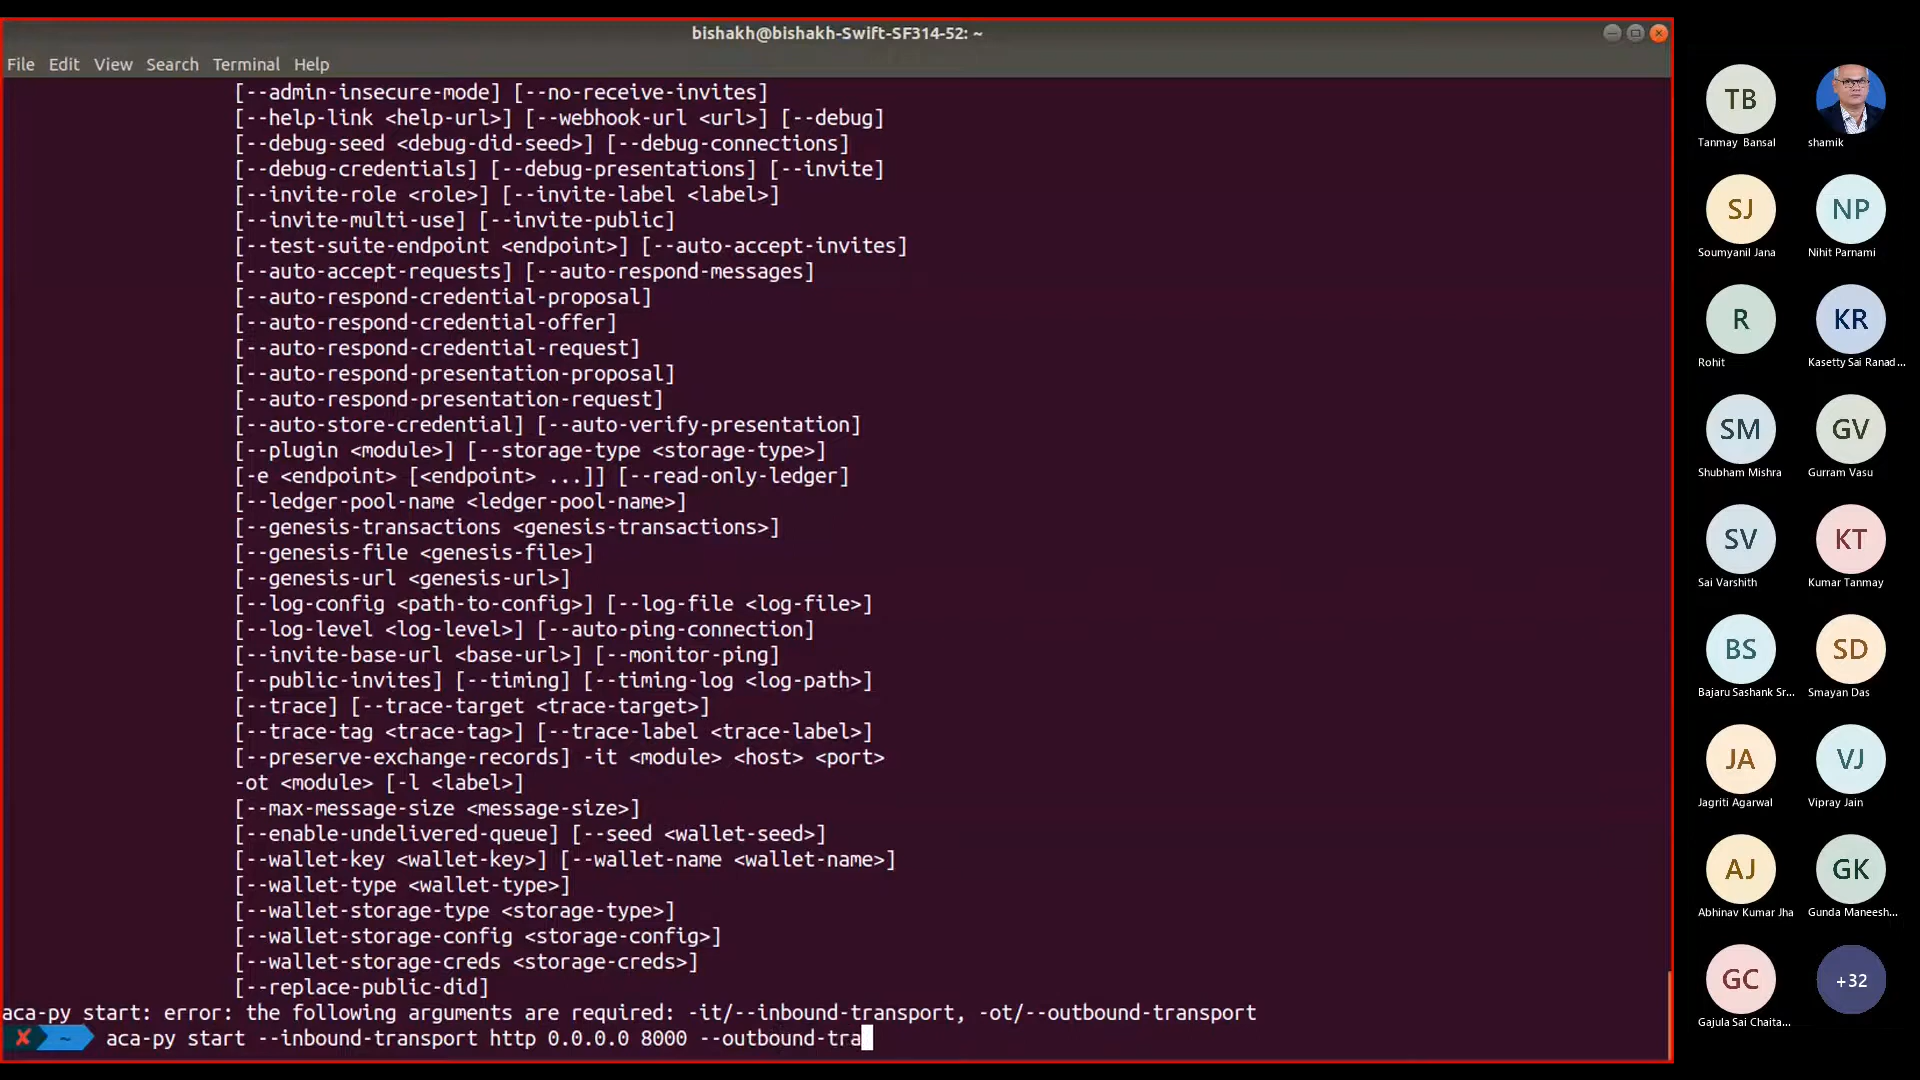 bishakh@bishakh-Swift-SF314-52: ~
File Edit View Search Terminal Help
[--admin-insecure-mode] [--no-receive-invites]
[--help-link <help-url>] [--webhook-url <url>] [--debug]
[--debug-seed <debug-did-seed>] [--debug-connections]
[--debug-credentials] [--debug-presentations] [--invite]
[--invite-role <role>] [--invite-label <label>]
[--invite-multi-use] [--invite-public]
[--test-suite-endpoint <endpoint>] [--auto-accept-invites]
[--auto-accept-requests] [--auto-respond-messages]
[--auto-respond-credential-proposal]
[--auto-respond-credential-offer]
[--auto-respond-credential-request]
[--auto-respond-presentation-proposal]
[--auto-respond-presentation-request]
[--auto-store-credential] [--auto-verify-presentation]
[--plugin <module>] [--storage-type <storage-type>]
[-e <endpoint> [<endpoint> ...]] [--read-only-ledger]
[--ledger-pool-name <ledger-pool-name>]
[--genesis-transactions <genesis-transactions>]
[--genesis-file <genesis-file>]
[--genesis-url <genesis-url>]
[--log-config <path-to-config>] [--log-file <log-file>]
[--log-level <log-level>] [--auto-ping-connection]
[--invite-base-url <base-url>] [--monitor-ping]
[--public-invites] [--timing] [--timing-log <log-path>]
[--trace] [--trace-target <trace-target>]
[--trace-tag <trace-tag>] [--trace-label <trace-label>]
[--preserve-exchange-records] -it <module> <host> <port>
-ot <module> [-l <label>]
[--max-message-size <message-size>]
[--enable-undelivered-queue] [--seed <wallet-seed>]
[--wallet-key <wallet-key>] [--wallet-name <wallet-name>]
[--wallet-type <wallet-type>]
[--wallet-storage-type <storage-type>]
[--wallet-storage-config <storage-config>]
[--wallet-storage-creds <storage-creds>]
[--replace-public-did]
aca-py start: error: the following arguments are required: -it/--inbound-transport, -ot/--outbound-transport
✘ ~ aca-py start --inbound-transport http 0.0.0.0 8000 --outbound-tra
TB
Tanmay Bansal
shamik
SJ NP
Soumyanil Jana Nihit Parnami
R KR
Rohit Kasetty Sai Ranad...
SM GV
Shubham Mishra Gurram Vasu
SV KT
Sai Varshith Kumar Tanmay
BS SD
Bajaru Sashank Sr... Smayan Das
JA VJ
Jagriti Agarwal Vipray Jain
AJ GK
Abhinav Kumar Jha Gunda Maneesh...
GC +32
Gajula Sai Chaita...